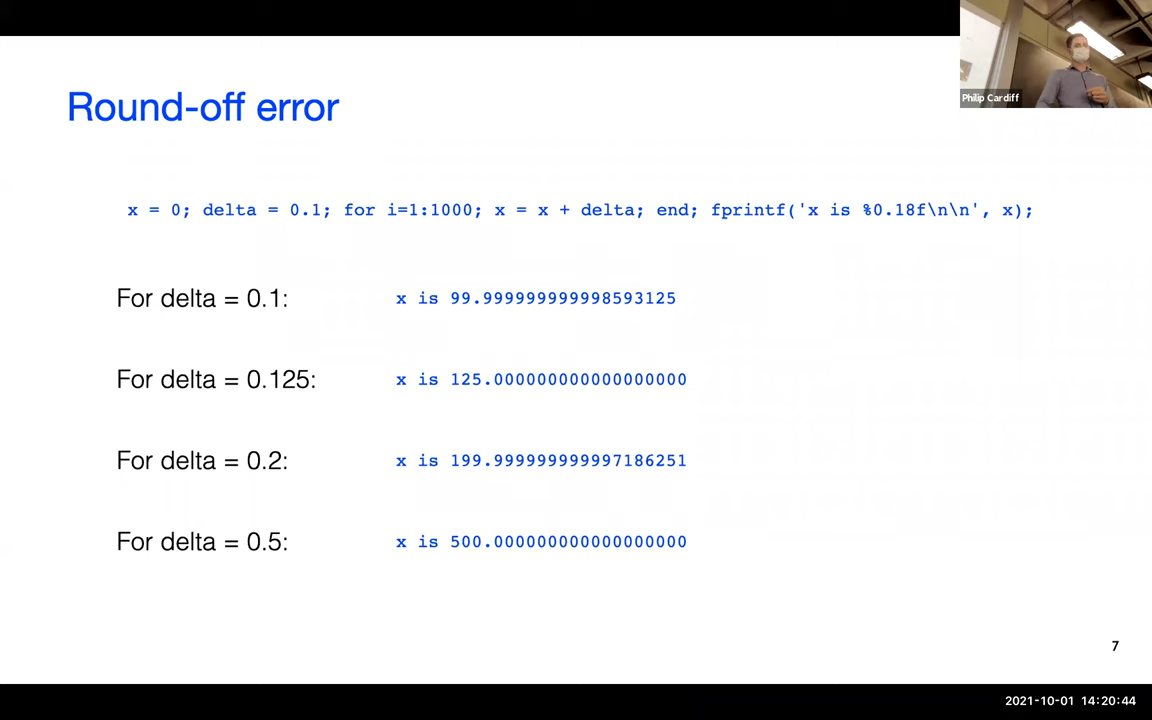 Philip Cardiff
Round-off error
x = 0; delta = 0.1; for i=1:1000; x = x + delta; end; fprintf('x is %0.18f\n\n', x);
For delta = 0.1: x is 99.999999999998593125
For delta = 0.125: x is 125.000000000000000000
For delta = 0.2: x is 199.999999999997186251
For delta = 0.5: x is 500.000000000000000000
7
2021-10-01 14:20:44